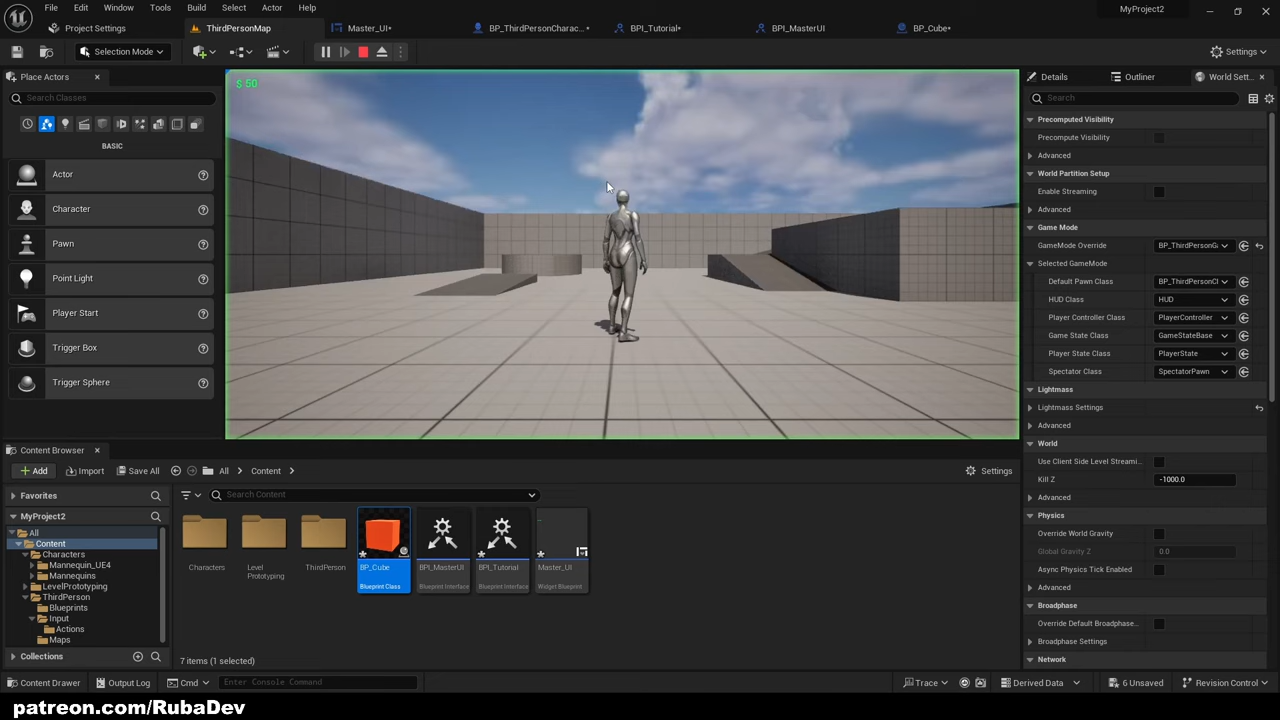 File Edit Window Tools Build Select Actor Help
MyProject2
Project Settings ThirdPersonMap Master_UI* BP_ThirdPersonCharac...* BPI_Tutorial* BPI_MasterUI BP_Cube*
Selection Mode
Settings
Place Actors
Search Classes
BASIC
Actor
Character
Pawn
Point Light
Player Start
Trigger Box
Trigger Sphere
$ 50
Details Outliner World Sett...
Search
Precomputed Visibility
Precompute Visibility
Advanced
World Partition Setup
Enable Streaming
Advanced
Game Mode
GameMode Override BP_ThirdPersonG
Selected GameMode
Default Pawn Class BP_ThirdPersonCl
HUD Class HUD
Player Controller Class PlayerController
Game State Class GameStateBase
Player State Class PlayerState
Spectator Class SpectatorPawn
Lightmass
Lightmass Settings
Advanced
World
Use Client Side Level Streami...
Kill Z -1000.0
Advanced
Physics
Override World Gravity
Global Gravity Z 0.0
Async Physics Tick Enabled
Advanced
Broadphase
Override Default Broadphase...
Broadphase Settings
Network
Content Browser
Add Import Save All All Content Settings
Favorites
MyProject2
All
Content
Characters
Mannequin_UE4
Mannequins
LevelPrototyping
ThirdPerson
Blueprints
Input
Actions
Maps
Collections
Search Content
Characters
Level
Prototyping
ThirdPerson
BP_Cube
Blueprint Class
BPI_MasterUI
Blueprint Interface
BPI_Tutorial
Blueprint Interface
Master_UI
Widget Blueprint
7 items (1 selected)
Content Drawer Output Log Cmd Enter Console Command Trace Derived Data 6 Unsaved Revision Control
patreon.com/RubaDev